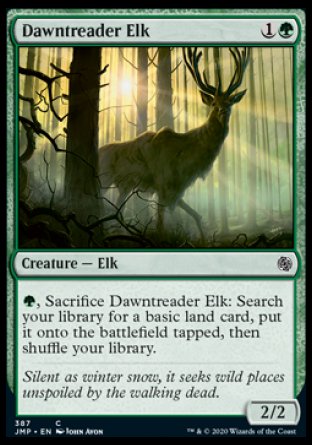 Dawntreader Elk 1
Creature — Elk
, Sacrifice Dawntreader Elk: Search
your library for a basic land card, put
it onto the battlefield tapped, then
shuffle your library.
Silent as winter snow, it seeks wild places
unspoiled by the walking dead.
2/2
387 C
JMP • EN John Avon
™ & © 2020 Wizards of the Coast